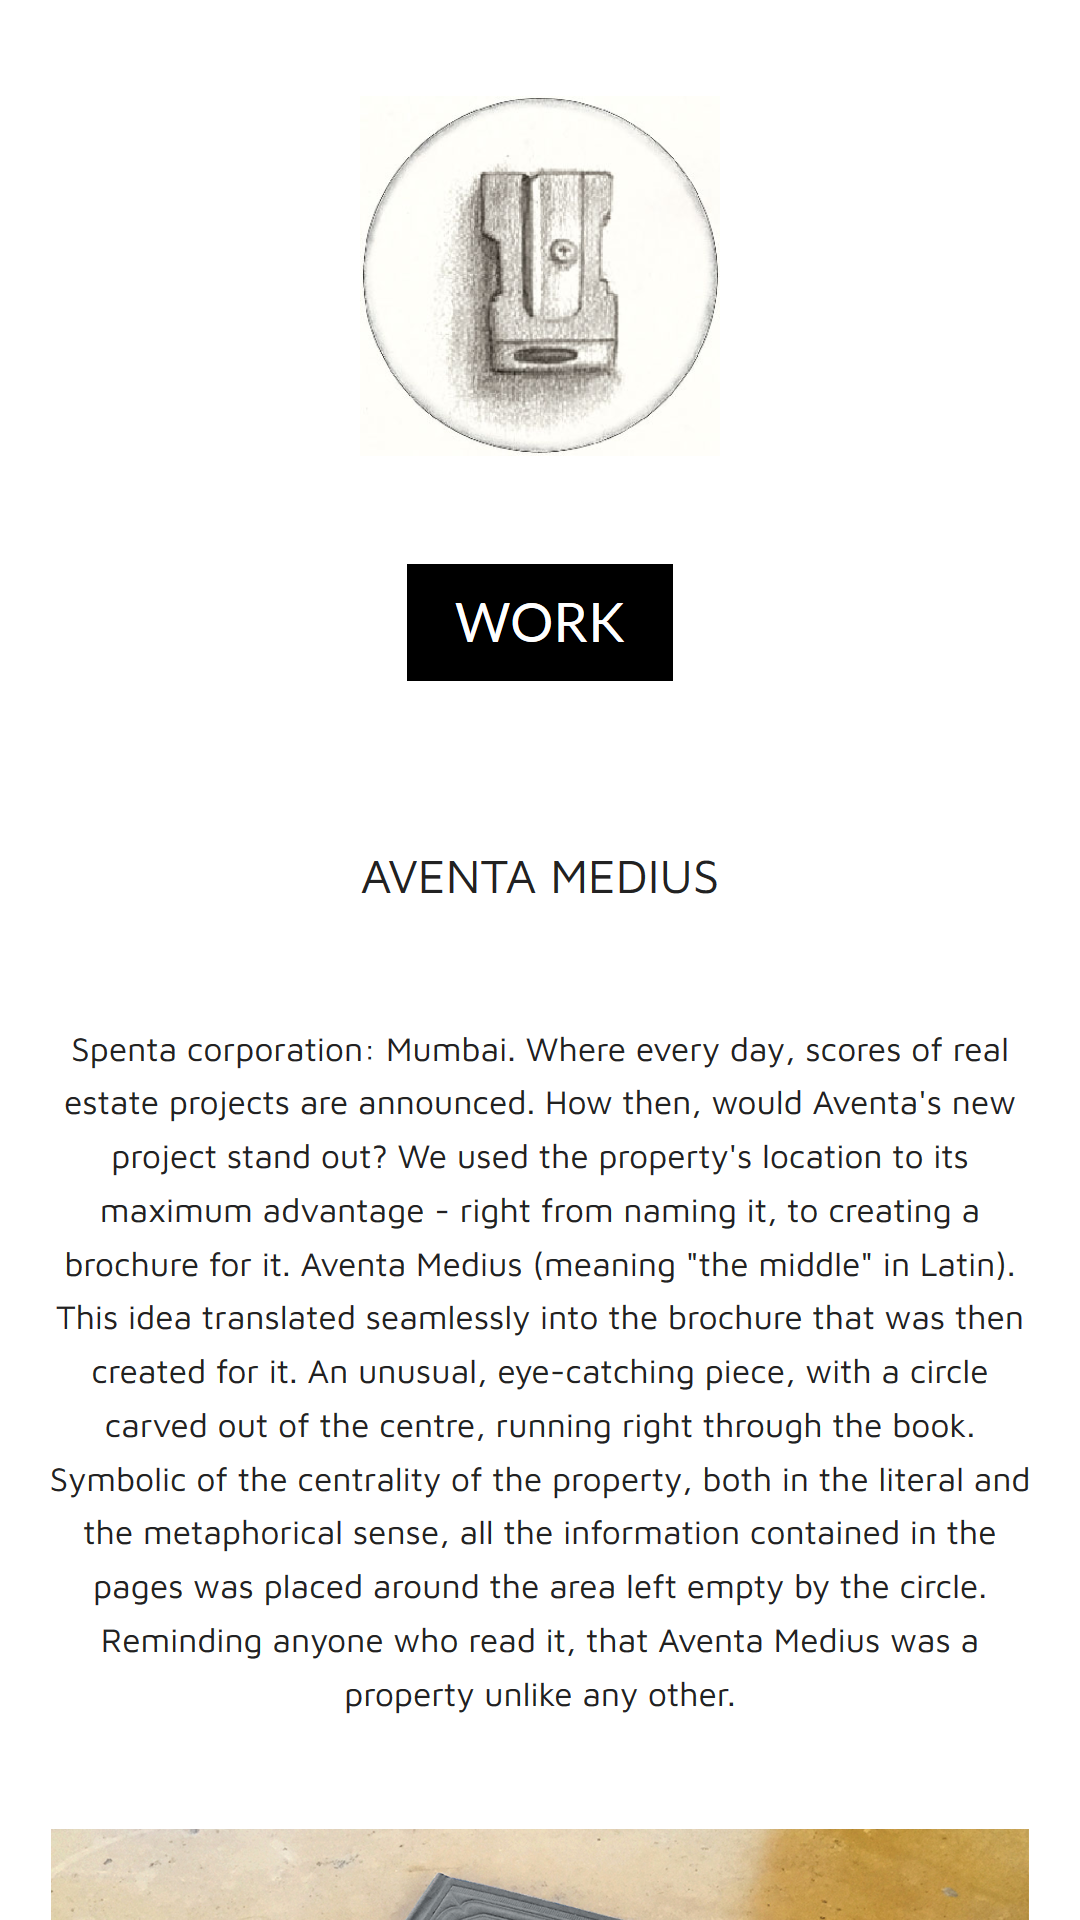 WORK
AVENTA MEDIUS
Spenta corporation: Mumbai. Where every day, scores of real
estate projects are announced. How then, would Aventa's new
project stand out? We used the property's location to its
maximum advantage - right from naming it, to creating a
brochure for it. Aventa Medius (meaning "the middle" in Latin).
This idea translated seamlessly into the brochure that was then
created for it. An unusual, eye-catching piece, with a circle
carved out of the centre, running right through the book.
Symbolic of the centrality of the property, both in the literal and
the metaphorical sense, all the information contained in the
pages was placed around the area left empty by the circle.
Reminding anyone who read it, that Aventa Medius was a
property unlike any other.